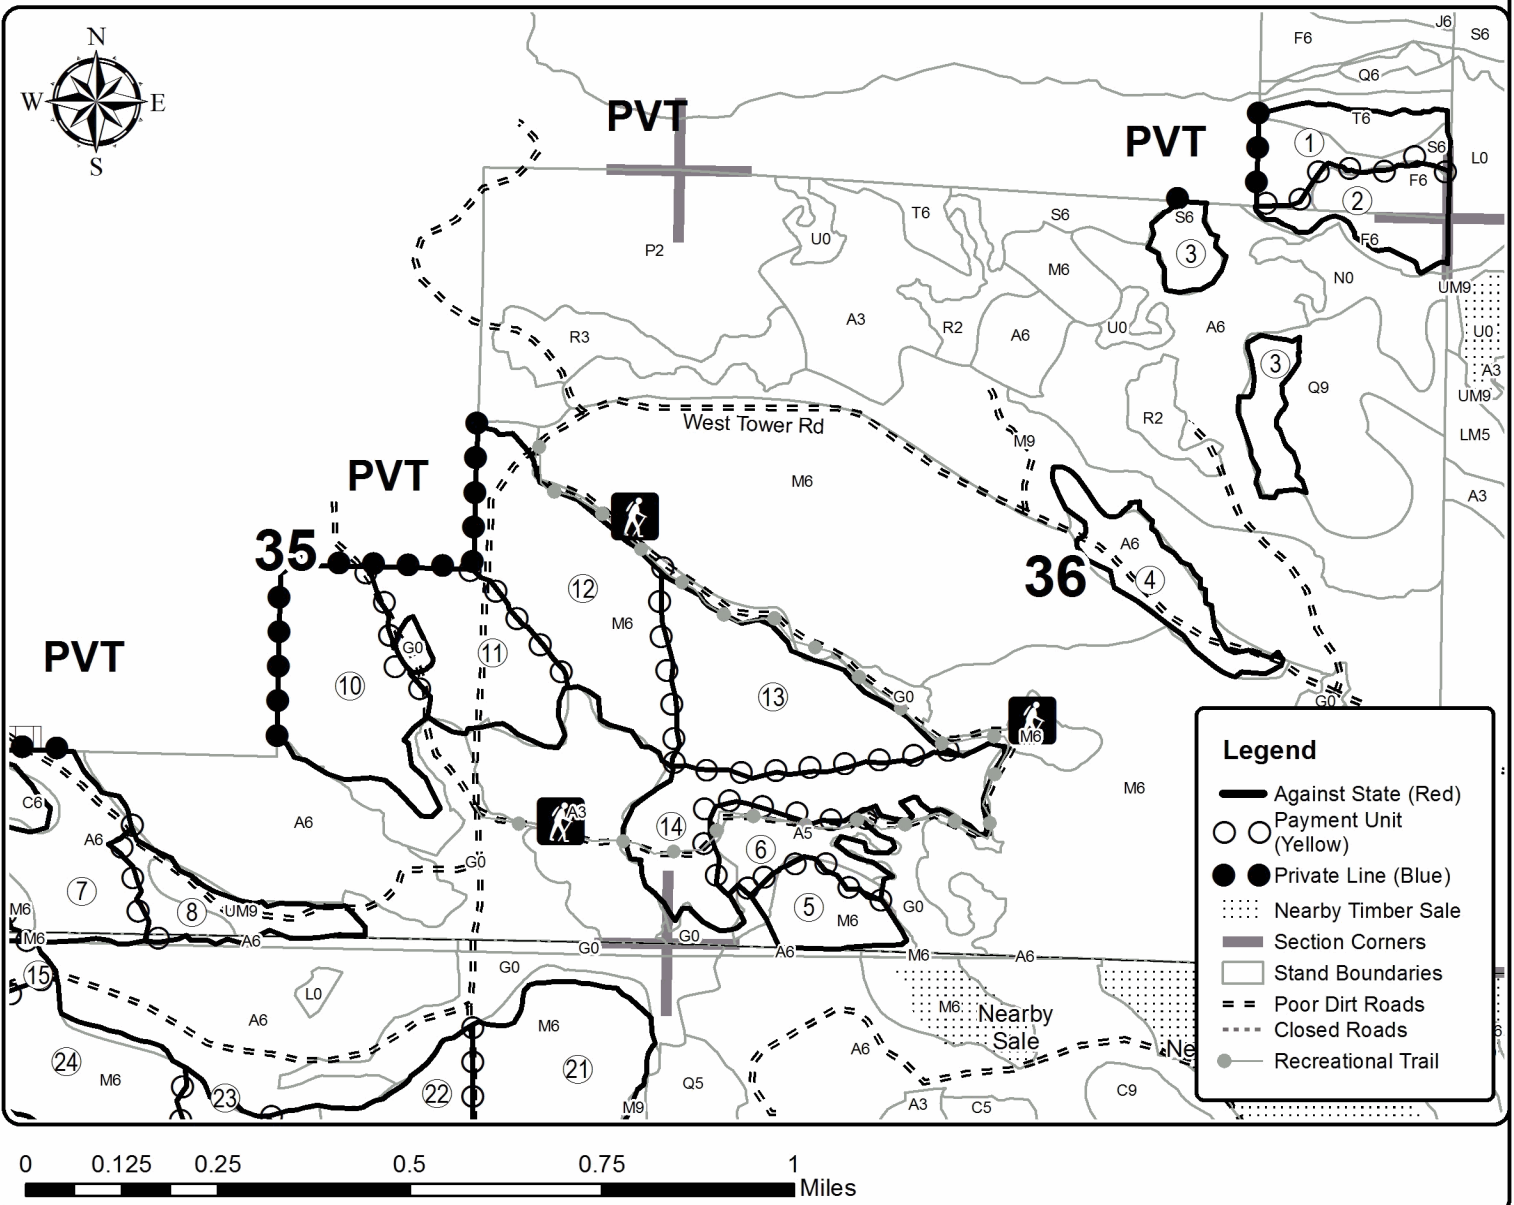 N
W E
S
PVT
PVT
J6
F6
S6
Q6
T6
1
S6
L0
F6
2
T6
S6
S6
P2
U0
3
F6
M6
N0
UM9
A3
R2
A6
U0
A6
U0
R3
3
A3
Q9
UM9
West Tower Rd
R2
M9
LM5
M6
PVT
A3
35
A6
36
4
12
M6
G0
11
PVT
10
13
G0
G0
M6
M6
C6
A3
A6
A6
14
A5
6
G0
7
8
UM9
5
M6
G0
M6
M6
A6
G0
G0
A6
M6
A6
15
G0
L0
M6
Nearby
Sale
A6
M6
A6
Ne
6
24
M6
21
Q5
23
22
M9
A3
C5
C9
Legend
Against State (Red)
Payment Unit
(Yellow)
Private Line (Blue)
Nearby Timber Sale
Section Corners
Stand Boundaries
Poor Dirt Roads
Closed Roads
Recreational Trail
0 0.125 0.25 0.5 0.75 1
Miles